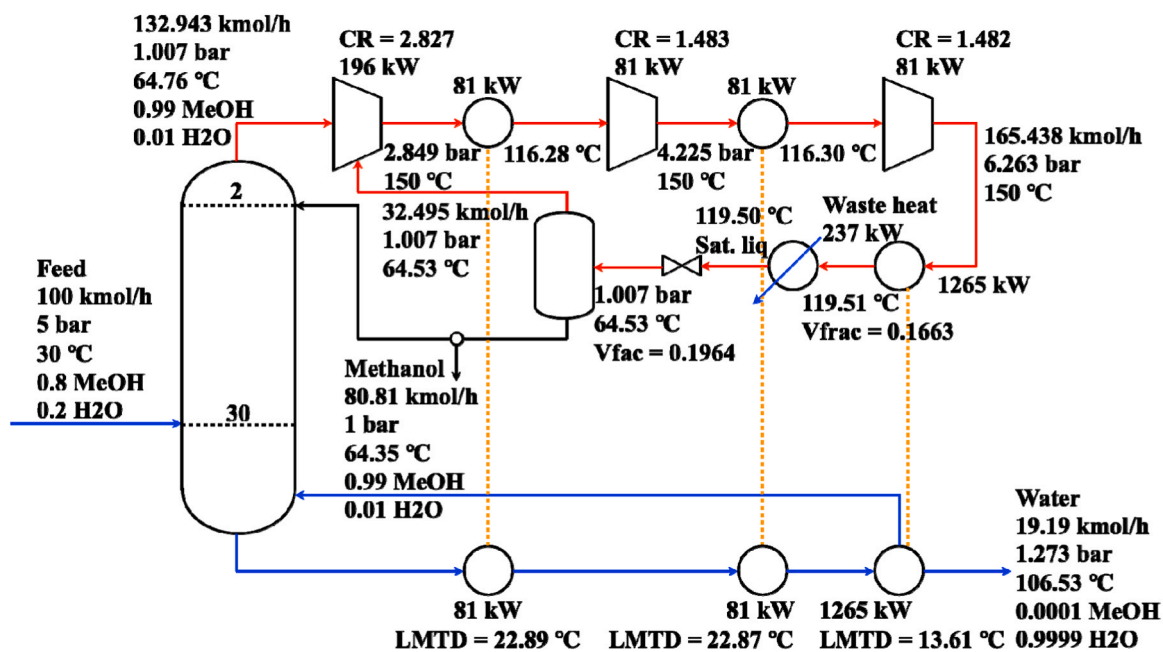 132.943 kmol/h
1.007 bar
64.76 ℃
0.99 MeOH
0.01 H2O
CR = 2.827
196 kW
81 kW
CR = 1.483
81 kW
81 kW
CR = 1.482
81 kW
2.849 bar
150 ℃
116.28 ℃
4.225 bar
150 ℃
116.30 ℃
165.438 kmol/h
6.263 bar
150 ℃
2
32.495 kmol/h
1.007 bar
64.53 ℃
119.50 ℃
Sat. liq
Waste heat
237 kW
1265 kW
119.51 ℃
Vfrac = 0.1663
1.007 bar
64.53 ℃
Vfac = 0.1964
Feed
100 kmol/h
5 bar
30 ℃
0.8 MeOH
0.2 H2O
30
Methanol
80.81 kmol/h
1 bar
64.35 ℃
0.99 MeOH
0.01 H2O
Water
19.19 kmol/h
1.273 bar
106.53 ℃
0.0001 MeOH
0.9999 H2O
81 kW
LMTD = 22.89 ℃
81 kW
LMTD = 22.87 ℃
1265 kW
LMTD = 13.61 ℃